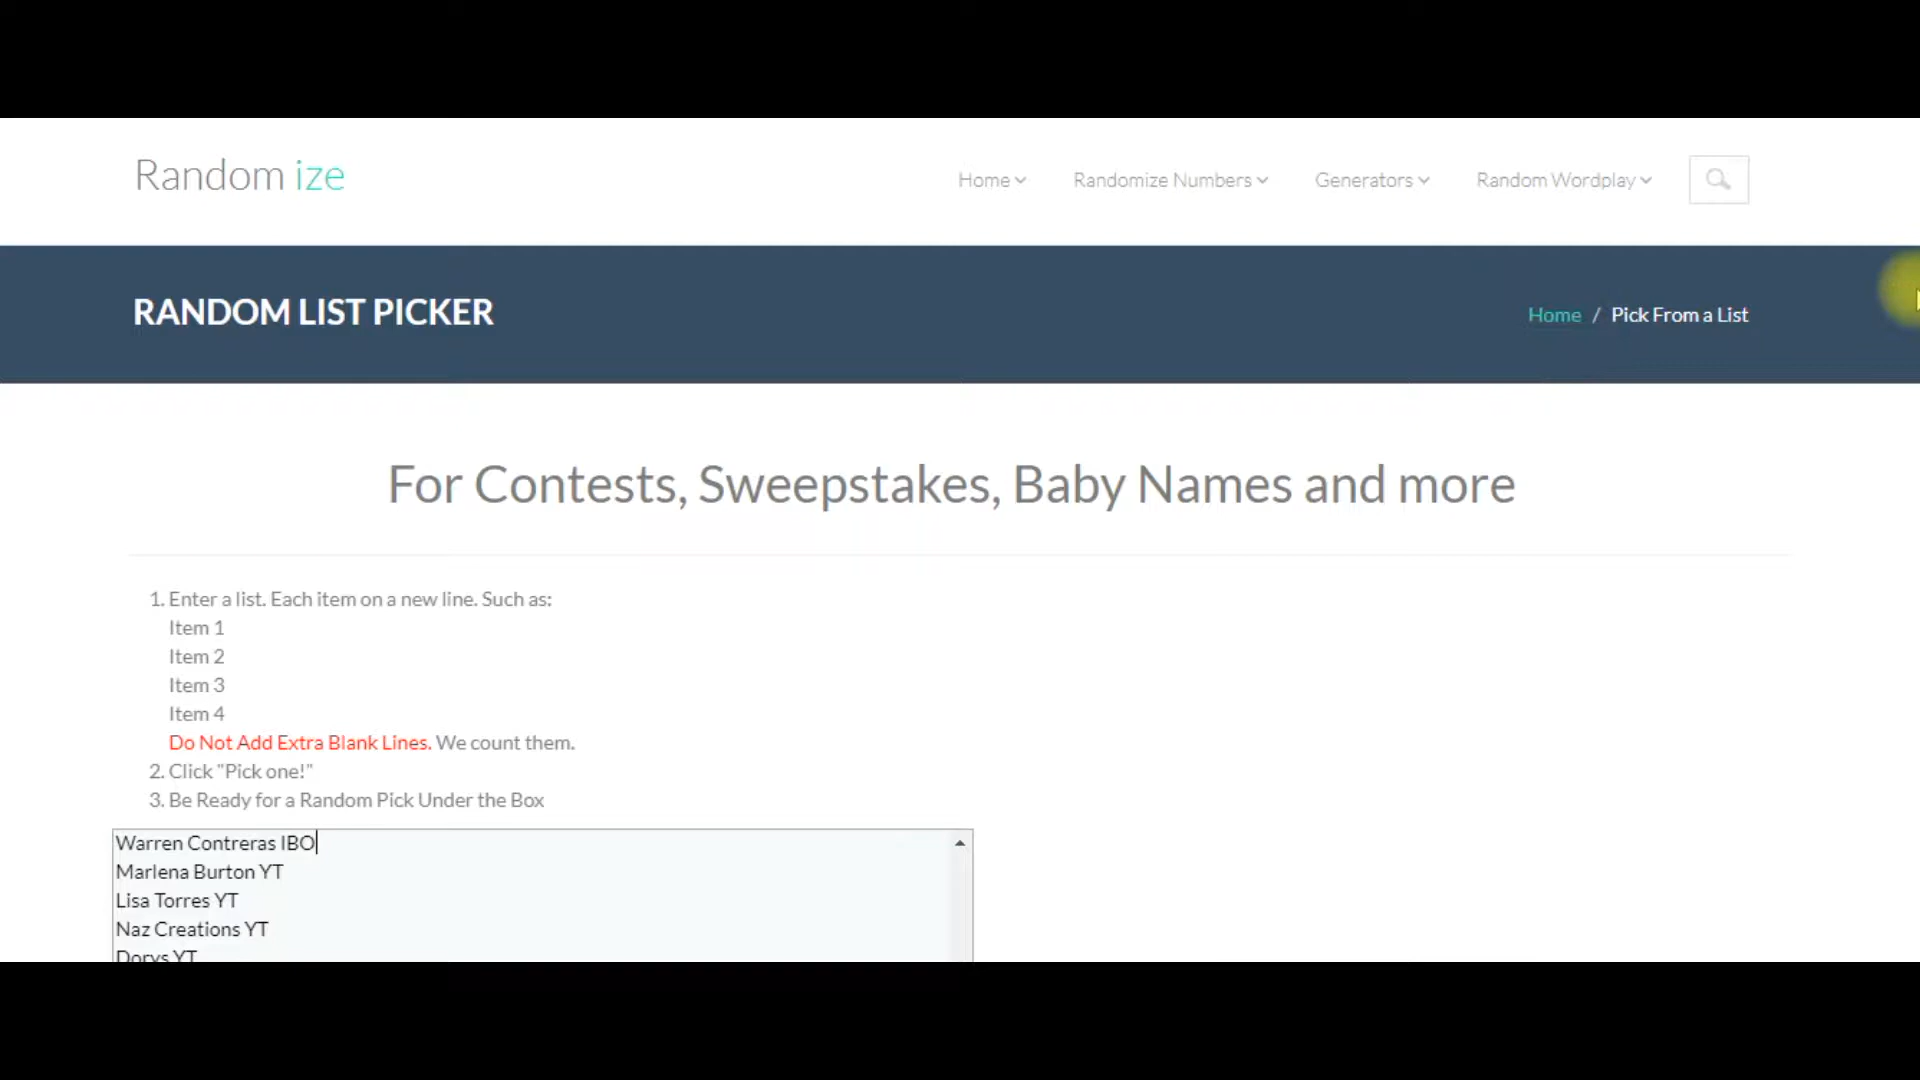 Random ize
Home
Randomize Numbers
Generators
Random Wordplay
RANDOM LIST PICKER
Home / Pick From a List
For Contests, Sweepstakes, Baby Names and more
1. Enter a list. Each item on a new line. Such as:
Item 1
Item 2
Item 3
Item 4
Do Not Add Extra Blank Lines. We count them.
2. Click "Pick one!"
3. Be Ready for a Random Pick Under the Box
Warren Contreras IBO
Marlena Burton YT
Lisa Torres YT
Naz Creations YT
Dorys YT